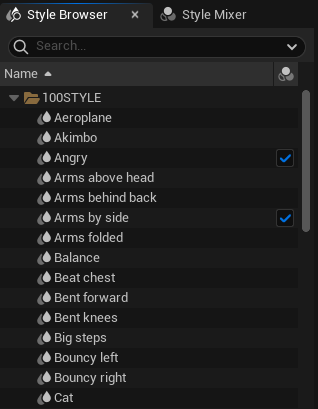 Style Browser × Style Mixer
Search...
Name
100STYLE
Aeroplane
Akimbo
Angry
Arms above head
Arms behind back
Arms by side
Arms folded
Balance
Beat chest
Bent forward
Bent knees
Big steps
Bouncy left
Bouncy right
Cat